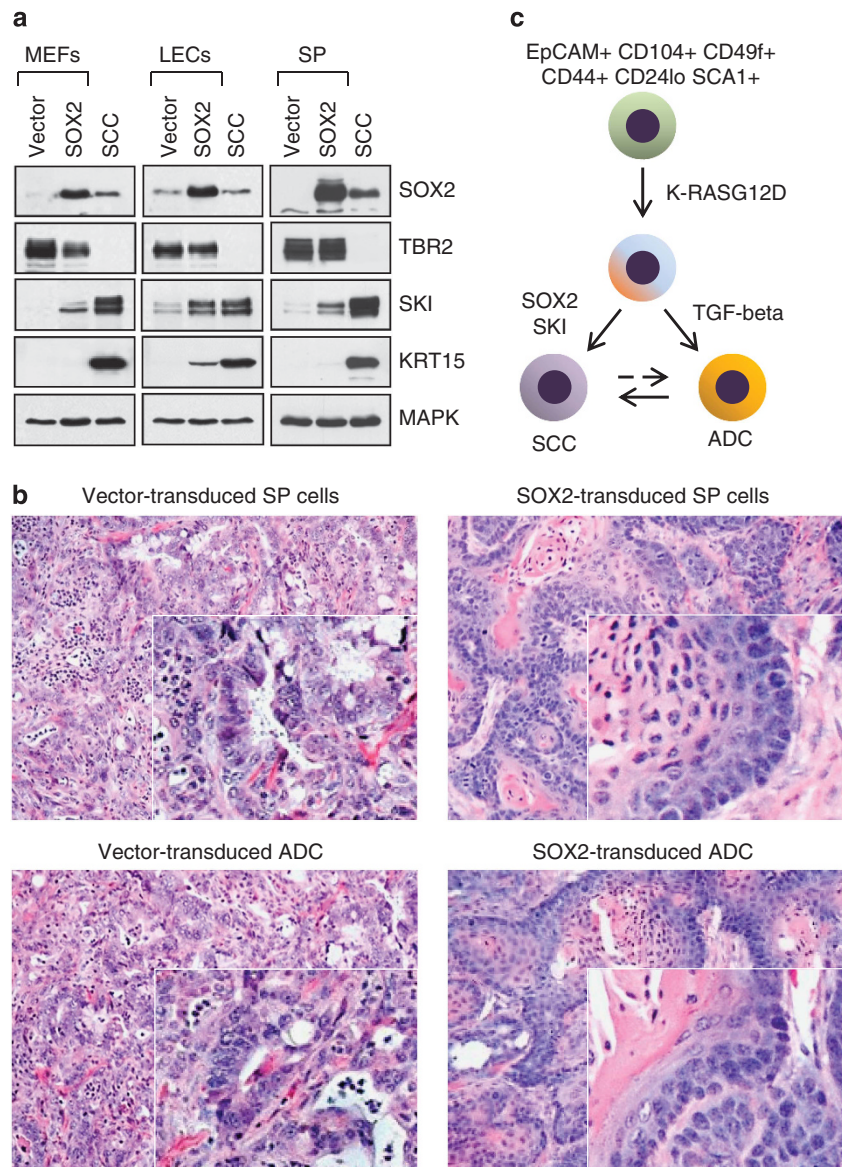 a
MEFs
LECs
SP
Vector
SOX2
SCC
Vector
SOX2
SCC
Vector
SOX2
SCC
SOX2
TBR2
SKI
KRT15
MAPK
c
EpCAM+ CD104+ CD49f+
CD44+ CD24lo SCA1+
K-RASG12D
SOX2
SKI
TGF-beta
SCC
ADC
b
Vector-transduced SP cells
SOX2-transduced SP cells
Vector-transduced ADC
SOX2-transduced ADC